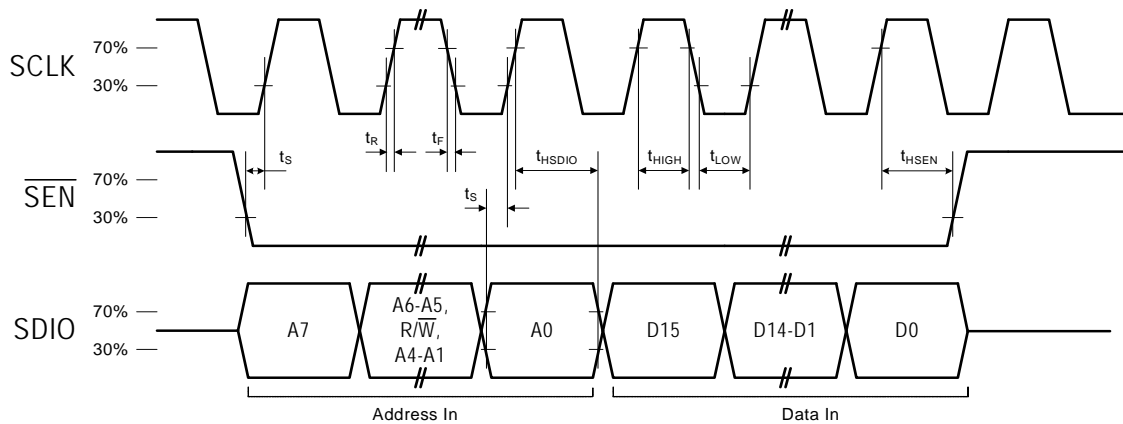 SCLK
70%
30%
tR
tF
tS
tHSDIO
tHIGH
tLOW
tHSEN
SEN
70%
30%
tS
SDIO
70%
30%
A7
A6-A5,
R/W,
A4-A1
A0
D15
D14-D1
D0
Address In
Data In